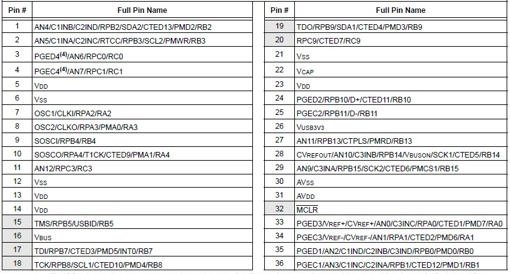 Pin # Full Pin Name
1 AN4/C1INB/C2IND/RPB2/SDA2/CTED13/PMD2/RB2
2 AN5/C1INA/C2INC/RTCC/RPB3/SCL2/PMWR/RB3
3 PGED4(4)/AN6/RPC0/RC0
4 PGEC4(4)/AN7/RPC1/RC1
5 VDD
6 VSS
7 OSC1/CLKI/RPA2/RA2
8 OSC2/CLKO/RPA3/PMA0/RA3
9 SOSCI/RPB4/RB4
10 SOSCO/RPA4/T1CK/CTED9/PMA1/RA4
11 AN12/RPC3/RC3
12 VSS
13 VDD
14 VDD
15 TMS/RPB5/USBID/RB5
16 VBUS
17 TDI/RPB7/CTED3/PMD5/INT0/RB7
18 TCK/RPB8/SCL1/CTED10/PMD4/RB8
Pin # Full Pin Name
19 TDO/RPB9/SDA1/CTED4/PMD3/RB9
20 RPC9/CTED7/RC9
21 VSS
22 VCAP
23 VDD
24 PGED2/RPB10/D+/CTED11/RB10
25 PGEC2/RPB11/D-/RB11
26 VUSB3V3
27 AN11/RPB13/CTPLS/PMRD/RB13
28 CVREFOUT/AN10/C3INB/RPB14/VBUSON/SCK1/CTED5/RB14
29 AN9/C3INA/RPB15/SCK2/CTED6/PMCS1/RB15
30 AVSS
31 AVDD
32 MCLR
33 PGED3/VREF+/CVREF+/AN0/C3INC/RPA0/CTED1/PMD7/RA0
34 PGEC3/VREF-/CVREF-/AN1/RPA1/CTED2/PMD6/RA1
35 PGED1/AN2/C1IND/C2INB/C3IND/RPB0/PMD0/RB0
36 PGEC1/AN3/C1INC/C2INA/RPB1/CTED12/PMD1/RB1